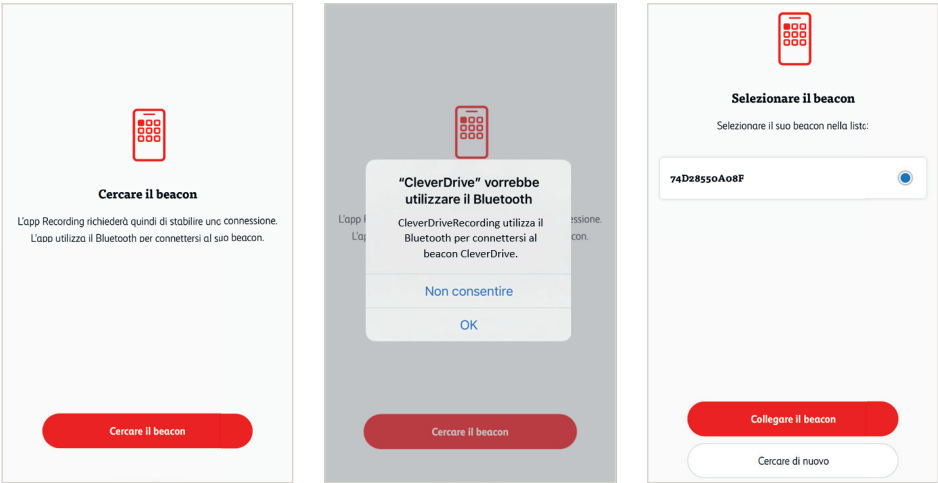 Cercare il beacon
L'app Recording richiederà quindi di stabilire una connessione.
L'app utilizza il Bluetooth per connettersi al suo beacon.
Cercare il beacon
"CleverDrive" vorrebbe
utilizzare il Bluetooth
CleverDriveRecording utilizza il
Bluetooth per connettersi al
beacon CleverDrive.
Non consentire
OK
L'app
essione.
con.
Cercare il beacon
Selezionare il beacon
Selezionare il suo beacon nella lista:
74D28550A08F
Collegare il beacon
Cercare di nuovo